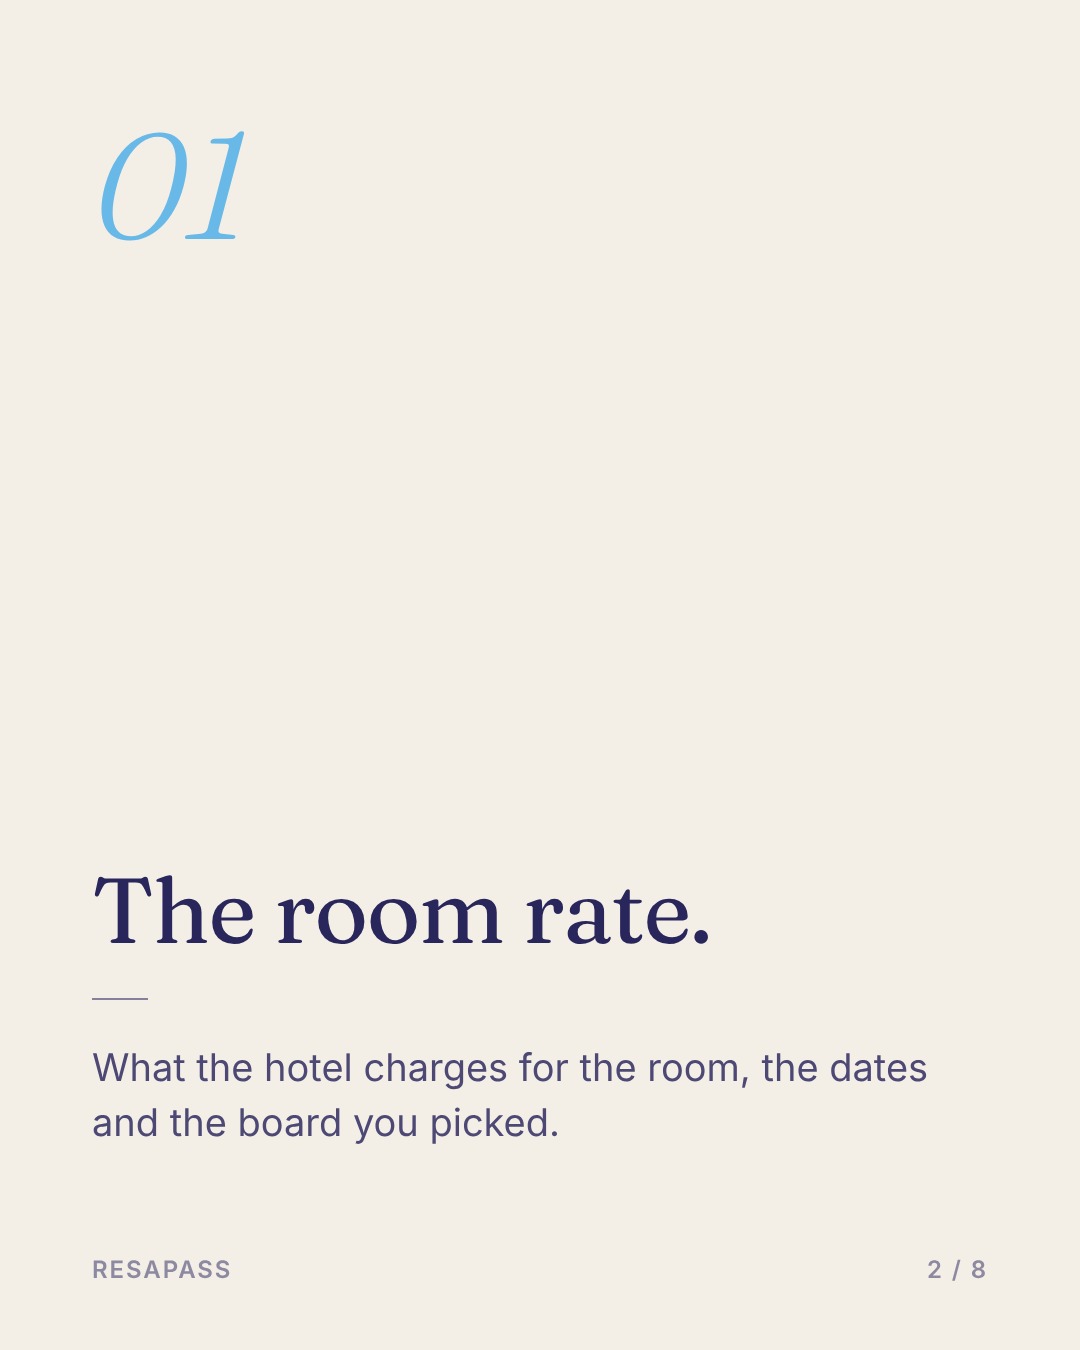 01
The room rate.
What the hotel charges for the room, the dates
and the board you picked.
RESAPASS
2 / 8